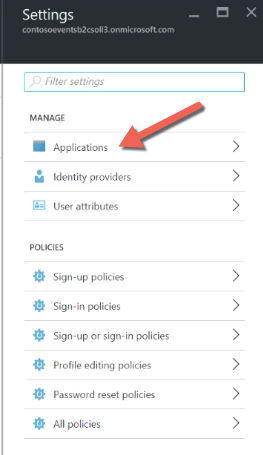 Settings
contosoeventsb2csoll3.onmicrosoft.com
Filter settings
MANAGE
Applications
Identity providers
User attributes
POLICIES
Sign-up policies
Sign-in policies
Sign-up or sign-in policies
Profile editing policies
Password reset policies
All policies